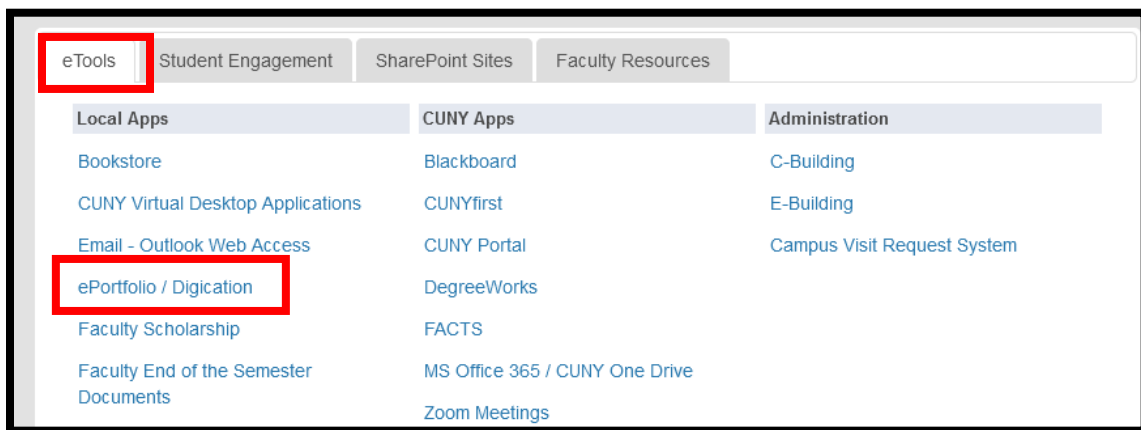 eTools Student Engagement SharePoint Sites Faculty Resources
Local Apps CUNY Apps Administration
Bookstore Blackboard C-Building
CUNY Virtual Desktop Applications CUNYfirst E-Building
Email - Outlook Web Access CUNY Portal Campus Visit Request System
ePortfolio / Digication DegreeWorks
Faculty Scholarship FACTS
Faculty End of the Semester MS Office 365 / CUNY One Drive
Documents
Zoom Meetings